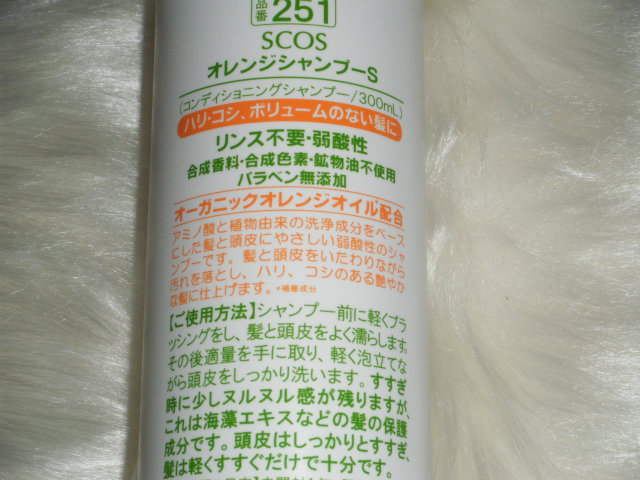 品番 251
SCOS
オレンジシャンプーS
(コンディショニングシャンプー/300mL)
ハリ・コシ、ボリュームのない髪に
リンス不要・弱酸性
合成香料・合成色素・鉱物油不使用
パラベン無添加
オーガニックオレンジオイル*配合
アミノ酸と植物由来の洗浄成分をベース
にした髪と頭皮にやさしい弱酸性のシャ
ンプーです。髪と頭皮をいたわりながら
汚れを落とし、ハリ、コシのある艶やか
な髪に仕上げます。*補修成分
【ご使用方法】シャンプー前に軽くブラ
ッシングをし、髪と頭皮をよく濡らします。
その後適量を手に取り、軽く泡立てな
がら頭皮をしっかり洗います。すすぎ
時に少しヌルヌル感が残りますが、
これは海藻エキスなどの髪の保護
成分です。頭皮はしっかりとすすぎ、
髪は軽くすすぐだけで十分です。